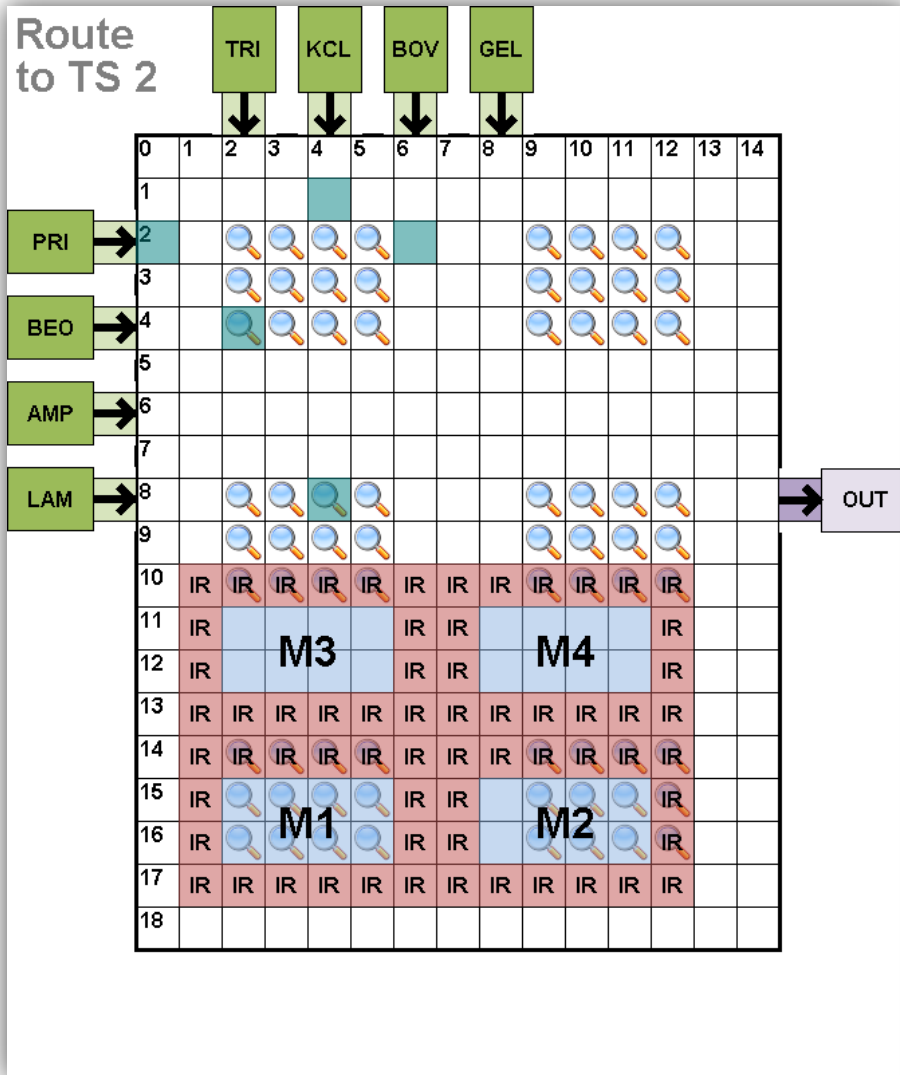 Route
to TS 2
TRI KCL BOV GEL
0 1 2 3 4 5 6 7 8 9 10 11 12 13 14
1
PRI 2
3
BEO 4
5
AMP 6
7
LAM 8 OUT
9
10 IR IR IR IR IR IR IR IR IR IR IR IR
11 IR IR IR IR
M3 M4
12 IR IR IR IR
13 IR IR IR IR IR IR IR IR IR IR IR IR
14 IR IR IR IR IR IR IR IR IR IR IR IR
15 IR IR IR IR
M1 M2
16 IR IR IR IR
17 IR IR IR IR IR IR IR IR IR IR IR IR
18